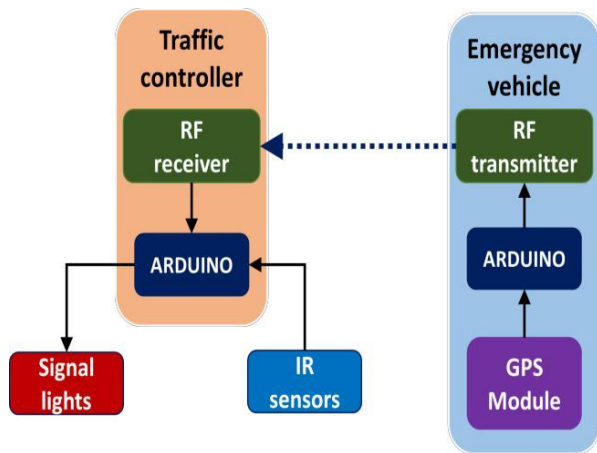 Traffic
controller
RF
receiver
ARDUINO
Signal
lights
IR
sensors
Emergency
vehicle
RF
transmitter
ARDUINO
GPS
Module